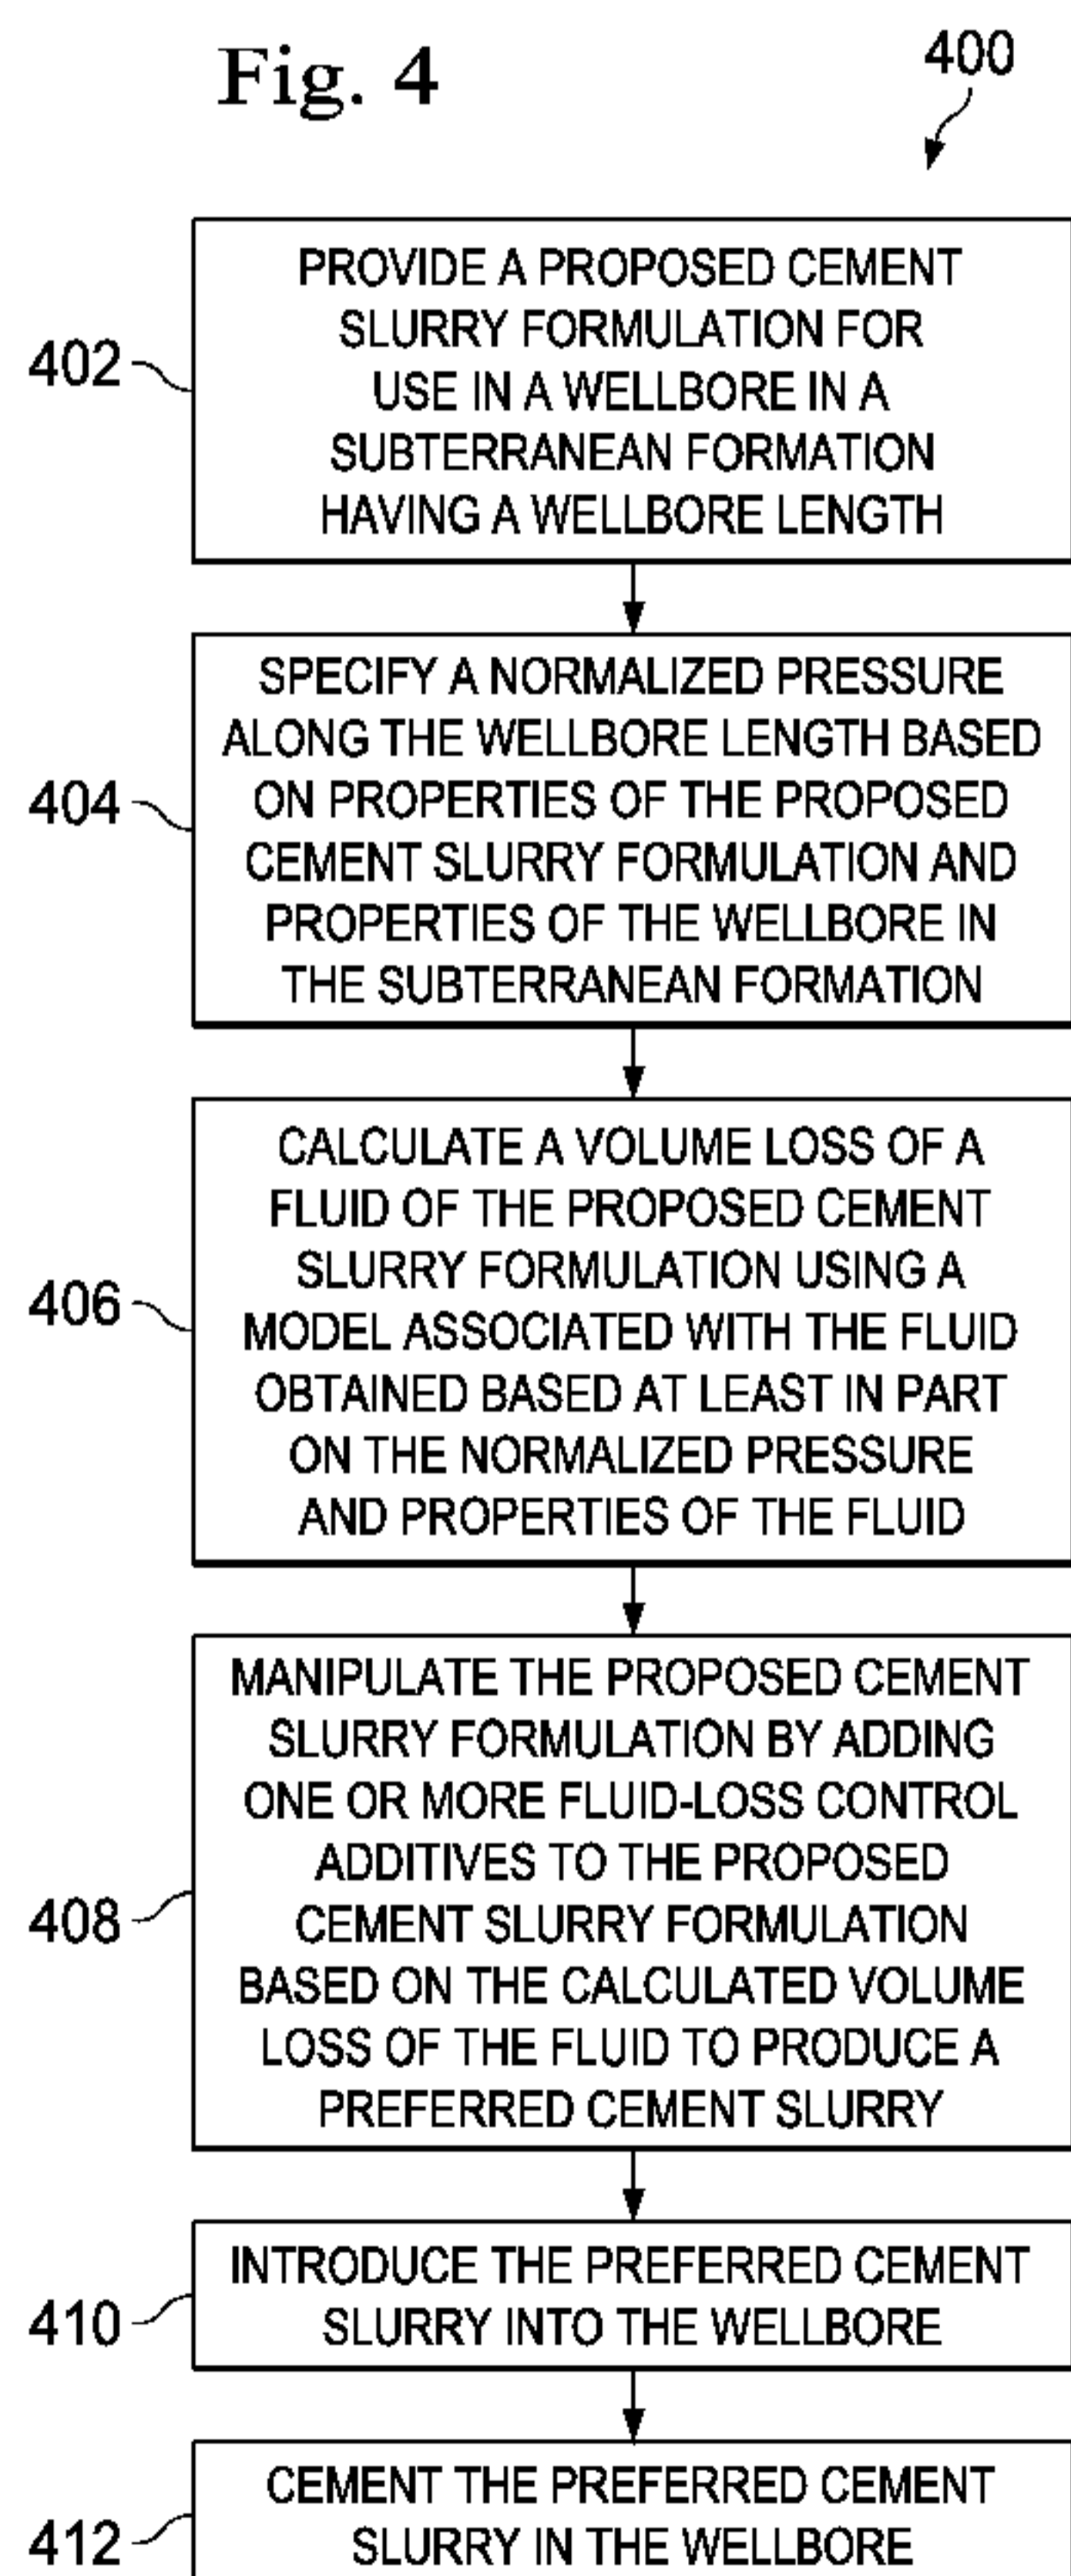 Fig. 4
400
402
PROVIDE A PROPOSED CEMENT
SLURRY FORMULATION FOR
USE IN A WELLBORE IN A
SUBTERRANEAN FORMATION
HAVING A WELLBORE LENGTH
404
SPECIFY A NORMALIZED PRESSURE
ALONG THE WELLBORE LENGTH BASED
ON PROPERTIES OF THE PROPOSED
CEMENT SLURRY FORMULATION AND
PROPERTIES OF THE WELLBORE IN
THE SUBTERRANEAN FORMATION
406
CALCULATE A VOLUME LOSS OF A
FLUID OF THE PROPOSED CEMENT
SLURRY FORMULATION USING A
MODEL ASSOCIATED WITH THE FLUID
OBTAINED BASED AT LEAST IN PART
ON THE NORMALIZED PRESSURE
AND PROPERTIES OF THE FLUID
408
MANIPULATE THE PROPOSED CEMENT
SLURRY FORMULATION BY ADDING
ONE OR MORE FLUID-LOSS CONTROL
ADDITIVES TO THE PROPOSED
CEMENT SLURRY FORMULATION
BASED ON THE CALCULATED VOLUME
LOSS OF THE FLUID TO PRODUCE A
PREFERRED CEMENT SLURRY
410
INTRODUCE THE PREFERRED CEMENT
SLURRY INTO THE WELLBORE
412
CEMENT THE PREFERRED CEMENT
SLURRY IN THE WELLBORE